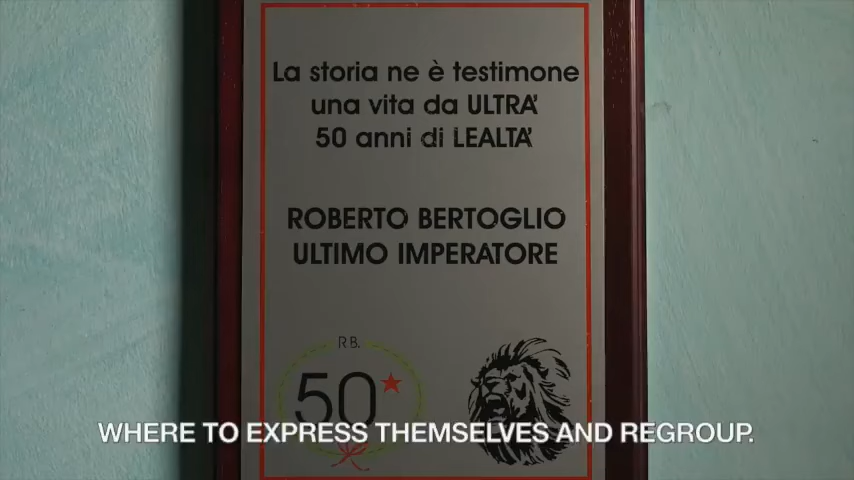 La storia ne è testimone
una vita da ULTRA'
50 anni di LEALTA'
ROBERTO BERTOGLIO
ULTIMO IMPERATORE
R.B.
50
WHERE TO EXPRESS THEMSELVES AND REGROUP.